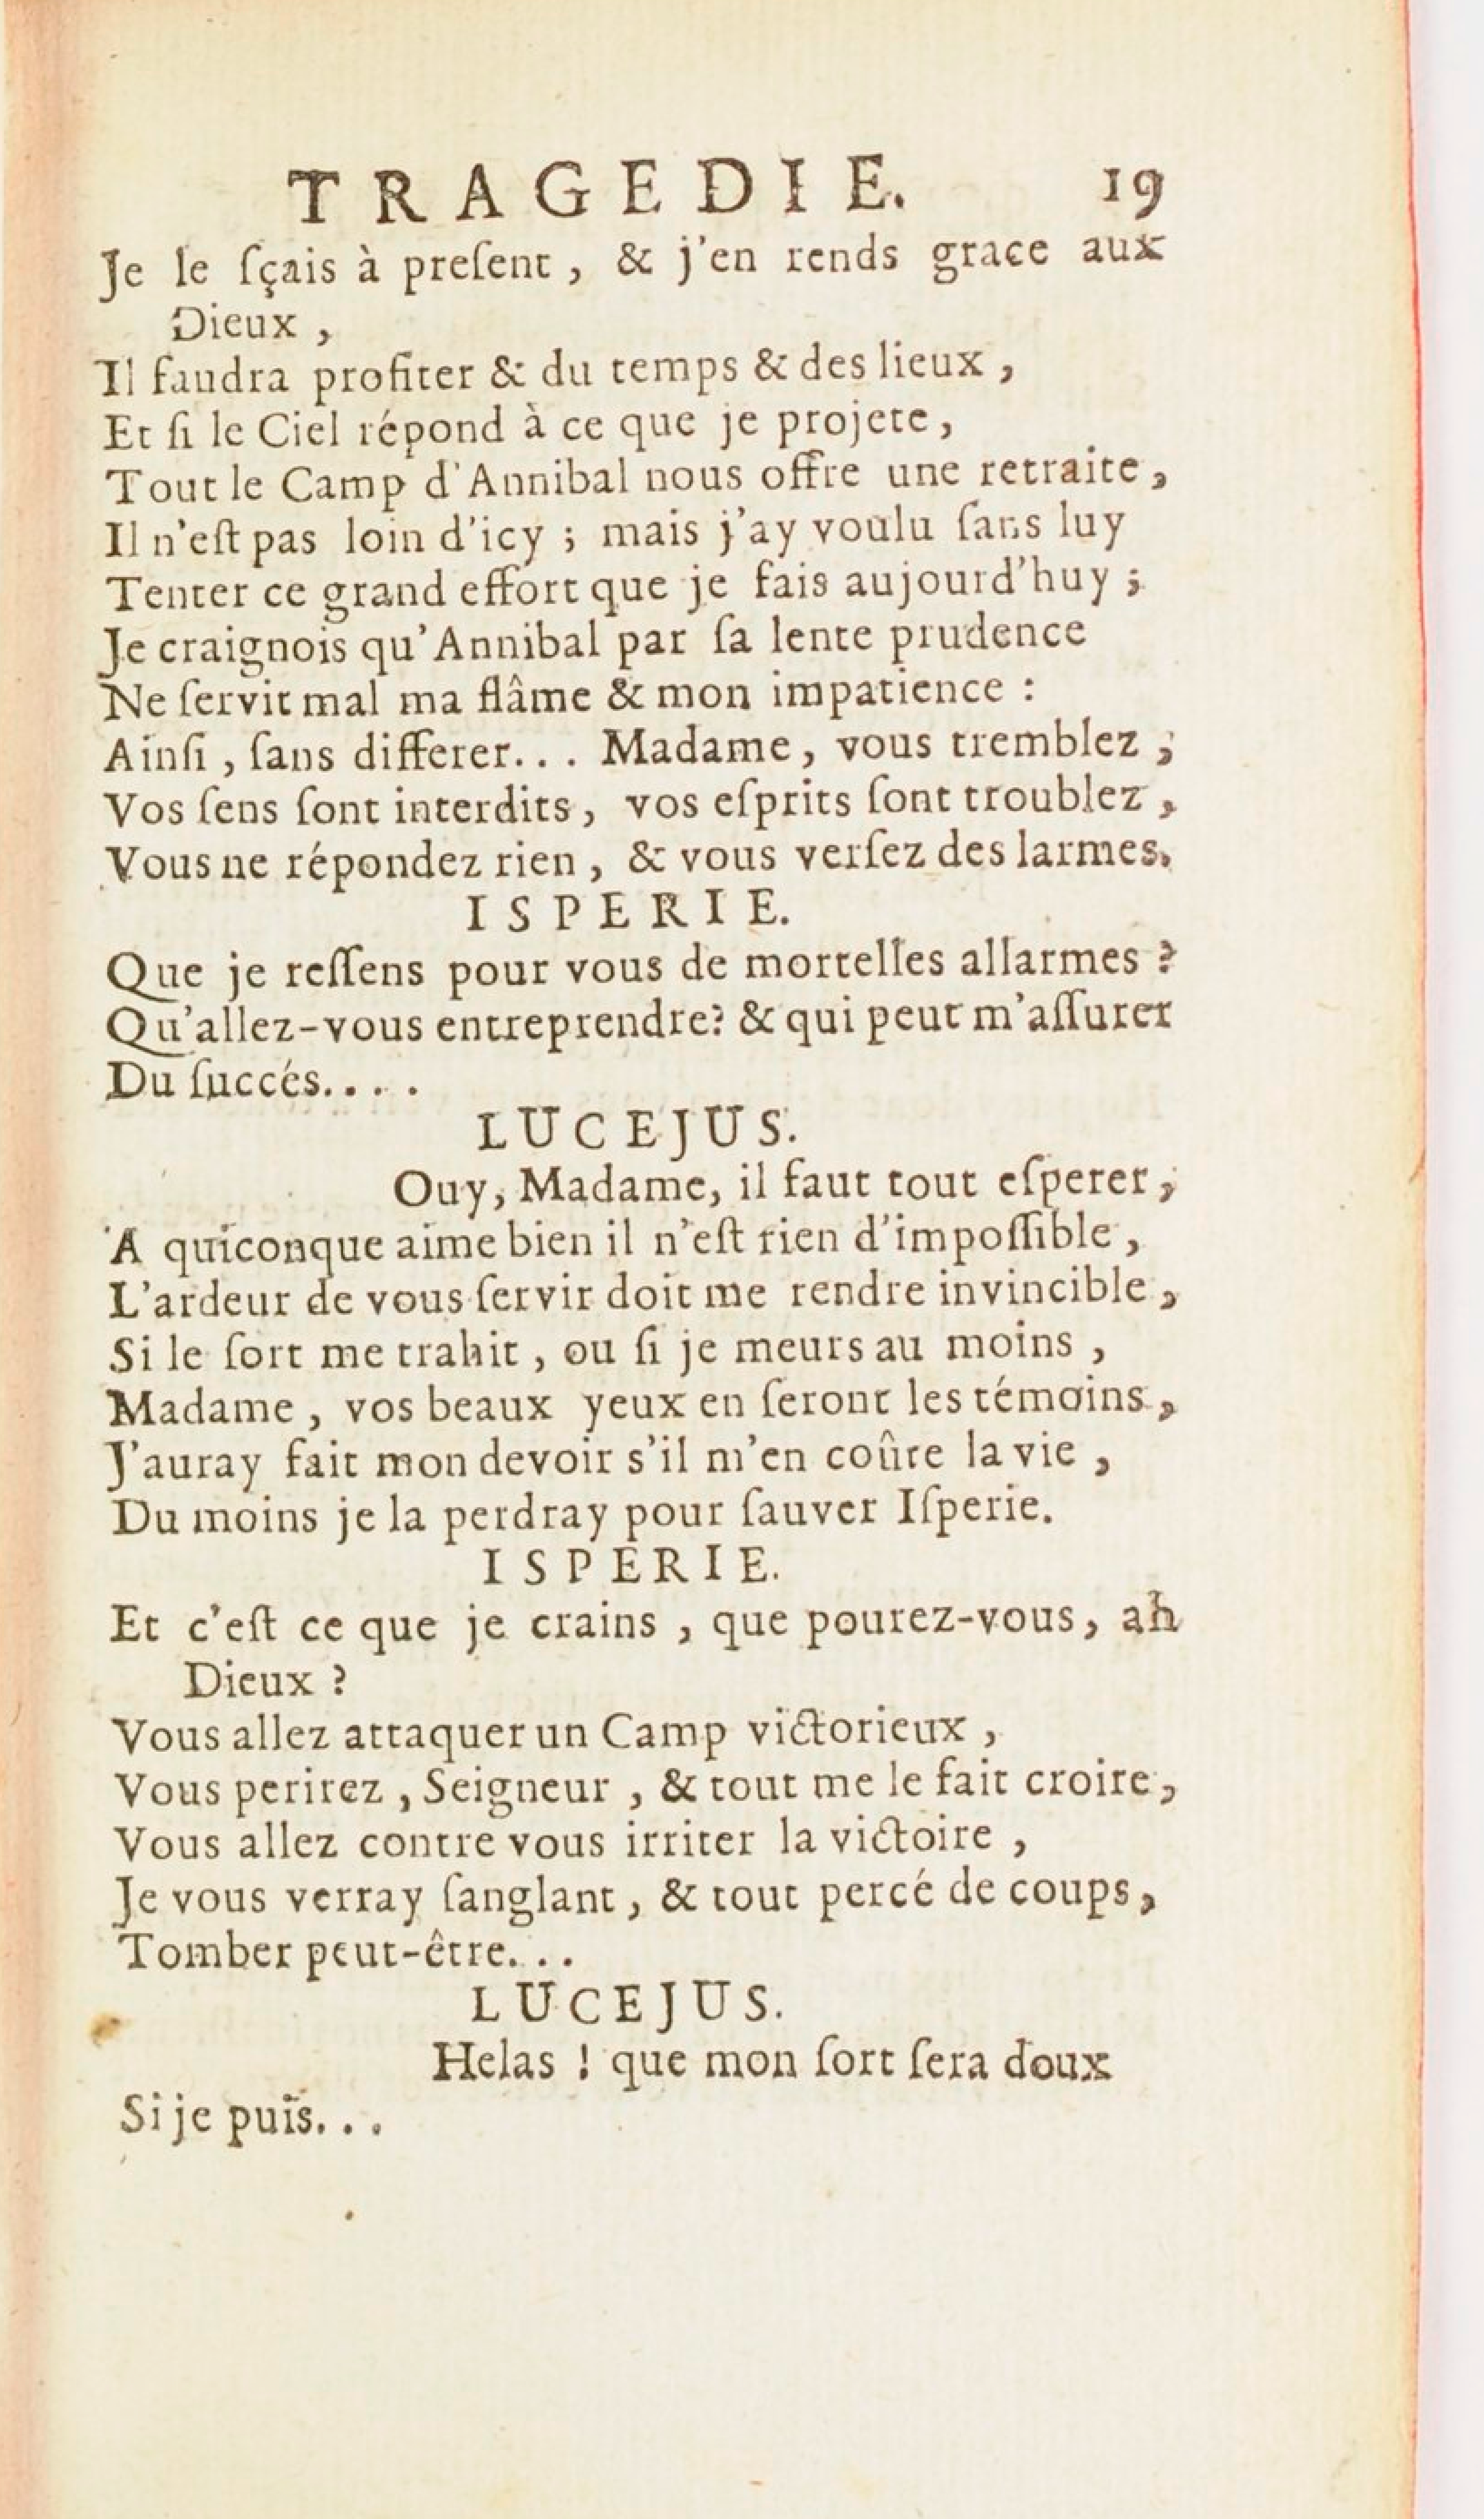 TRAGEDIE. 19
Je le ſçais à preſent, & j'en rends grace aux
Dieux,
Il faudra profiter & du temps & des lieux,
Et ſi le Ciel répond à ce que je projete,
Tout le Camp d'Annibal nous offre une retraite,
Il n'eſt pas loin d'icy ; mais j'ay voulu ſans luy
Tenter ce grand effort que je fais aujourd'huy ;
Je craignois qu'Annibal par ſa lente prudence
Ne ſervit mal ma flâme & mon impatience :
Ainſi, ſans differer... Madame, vous tremblez ;
Vos ſens ſont interdits, vos eſprits ſont troublez,
Vous ne répondez rien, & vous verſez des larmes.
ISPERIE.
Que je reſſens pour vous de mortelles allarmes ?
Qu'allez-vous entreprendre? & qui peut m'aſſurer
Du ſuccés....
LUCEJUS.
Ouy, Madame, il faut tout eſperer,
A quiconque aime bien il n'eſt rien d'impoſſible,
L'ardeur de vous ſervir doit me rendre invincible,
Si le ſort me trahit, ou ſi je meurs au moins,
Madame, vos beaux yeux en ſeront les témoins,
J'auray fait mon devoir s'il m'en coûte la vie,
Du moins je la perdray pour ſauver Iſperie.
ISPERIE.
Et c'eſt ce que je crains, que pourez-vous, ah
Dieux ?
Vous allez attaquer un Camp victorieux,
Vous perirez, Seigneur, & tout me le fait croire,
Vous allez contre vous irriter la victoire,
Je vous verray ſanglant, & tout percé de coups,
Tomber peut-être...
LUCEJUS.
Helas ! que mon ſort ſera doux
Si je puis...